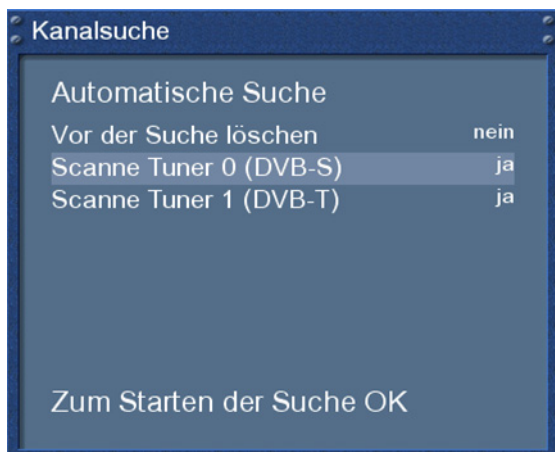 Kanalsuche
Automatische Suche
Vor der Suche löschen nein
Scanne Tuner 0 (DVB-S) ja
Scanne Tuner 1 (DVB-T) ja
Zum Starten der Suche OK